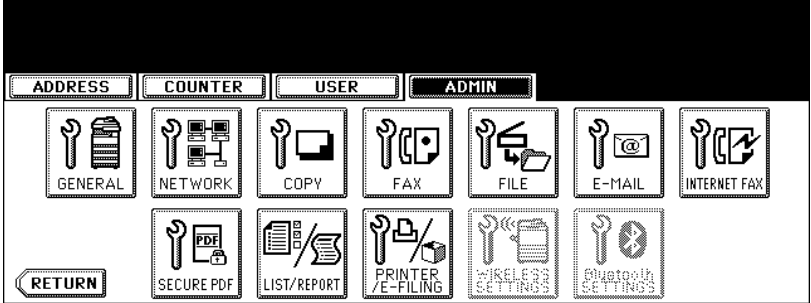 ADDRESS COUNTER USER ADMIN
GENERAL NETWORK COPY FAX FILE @ E-MAIL INTERNET FAX
PDF
SECURE PDF LIST/REPORT PRINTER /E-FILING WIRELESS SETTINGS Bluetooth SETTINGS
RETURN